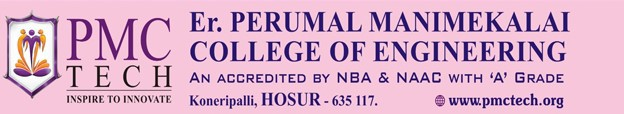 PMC
TECH
INSPIRE TO INNOVATE
Er. PERUMAL MANIMEKALAI
COLLEGE OF ENGINEERING
AN ACCREDITED BY NBA & NAAC WITH ‘A’ GRADE
Koneripalli, HOSUR - 635 117.
www.pmctech.org